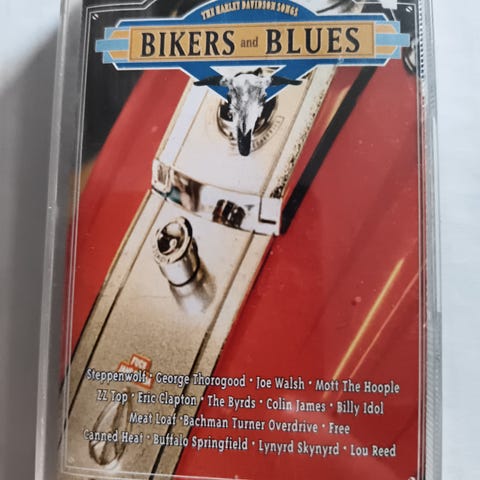 THE HARLEY DAVIDSON SONGS
BIKERS and BLUES
Steppenwolf • George Thorogood • Joe Walsh • Mott The Hoople
ZZ Top • Eric Clapton • The Byrds • Colin James • Billy Idol
Meat Loaf • Bachman Turner Overdrive • Free
Canned Heat • Buffalo Springfield • Lynyrd Skynyrd • Lou Reed